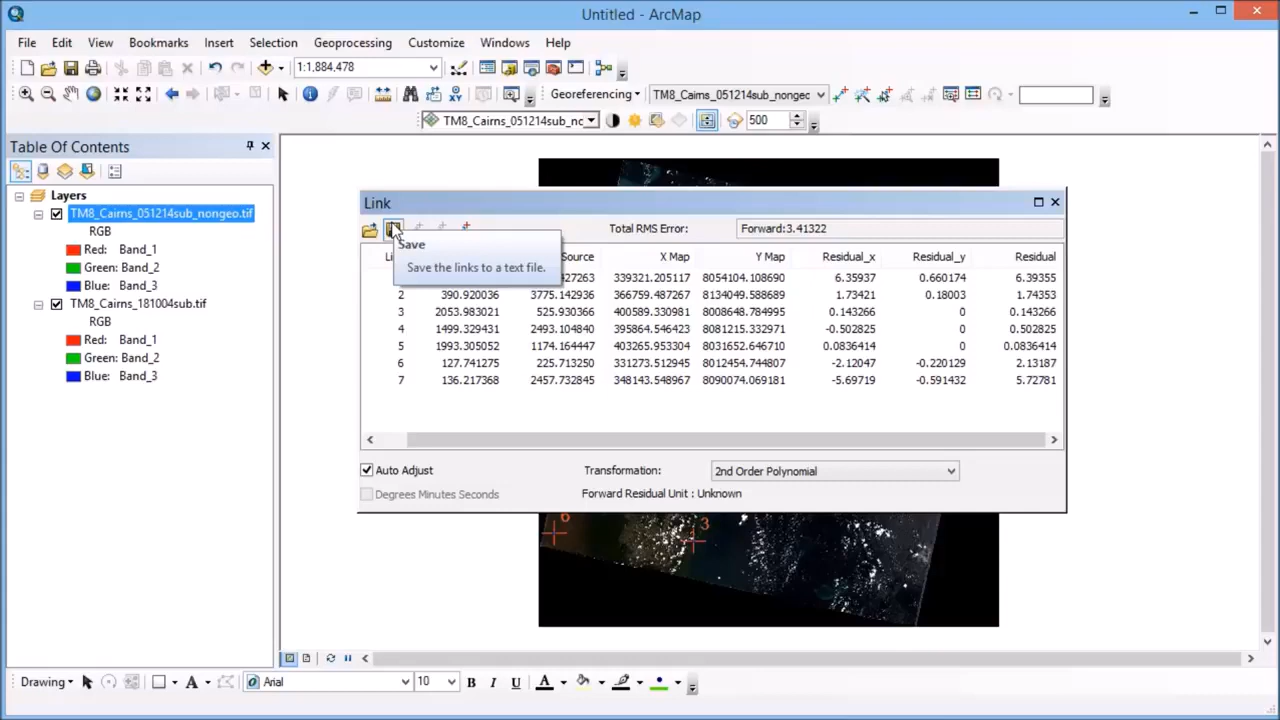 Untitled - ArcMap
File Edit View Bookmarks Insert Selection Geoprocessing Customize Windows Help
1:1,884,478
Georeferencing TM8_Cairns_051214sub_nongec
TM8_Cairns_051214sub_nc 500
Table Of Contents
Layers
TM8_Cairns_051214sub_nongeo.tif
RGB
Red: Band_1
Green: Band_2
Blue: Band_3
TM8_Cairns_181004sub.tif
RGB
Red: Band_1
Green: Band_2
Blue: Band_3
Link
Total RMS Error: Forward:3.41322
Save
Save the links to a text file.
Li Source X Map Y Map Residual_x Residual_y Residual
427263 339321.205117 8054104.108690 6.35937 0.660174 6.39355
2 390.920036 3775.142936 366759.487267 8134049.588689 1.73421 0.18003 1.74353
3 2053.983021 525.930366 400589.330981 8008648.784995 0.143266 0 0.143266
4 1499.329431 2493.104840 395864.546423 8081215.332971 -0.502825 0 0.502825
5 1993.305052 1174.164447 403265.953304 8031652.646710 0.0836414 0 0.0836414
6 127.741275 225.713250 331273.512945 8012454.744807 -2.12047 -0.220129 2.13187
7 136.217368 2457.732845 348143.548967 8090074.069181 -5.69719 -0.591432 5.72781
Auto Adjust Transformation: 2nd Order Polynomial
Degrees Minutes Seconds Forward Residual Unit : Unknown
6
3
Drawing A Arial 10 B I U A